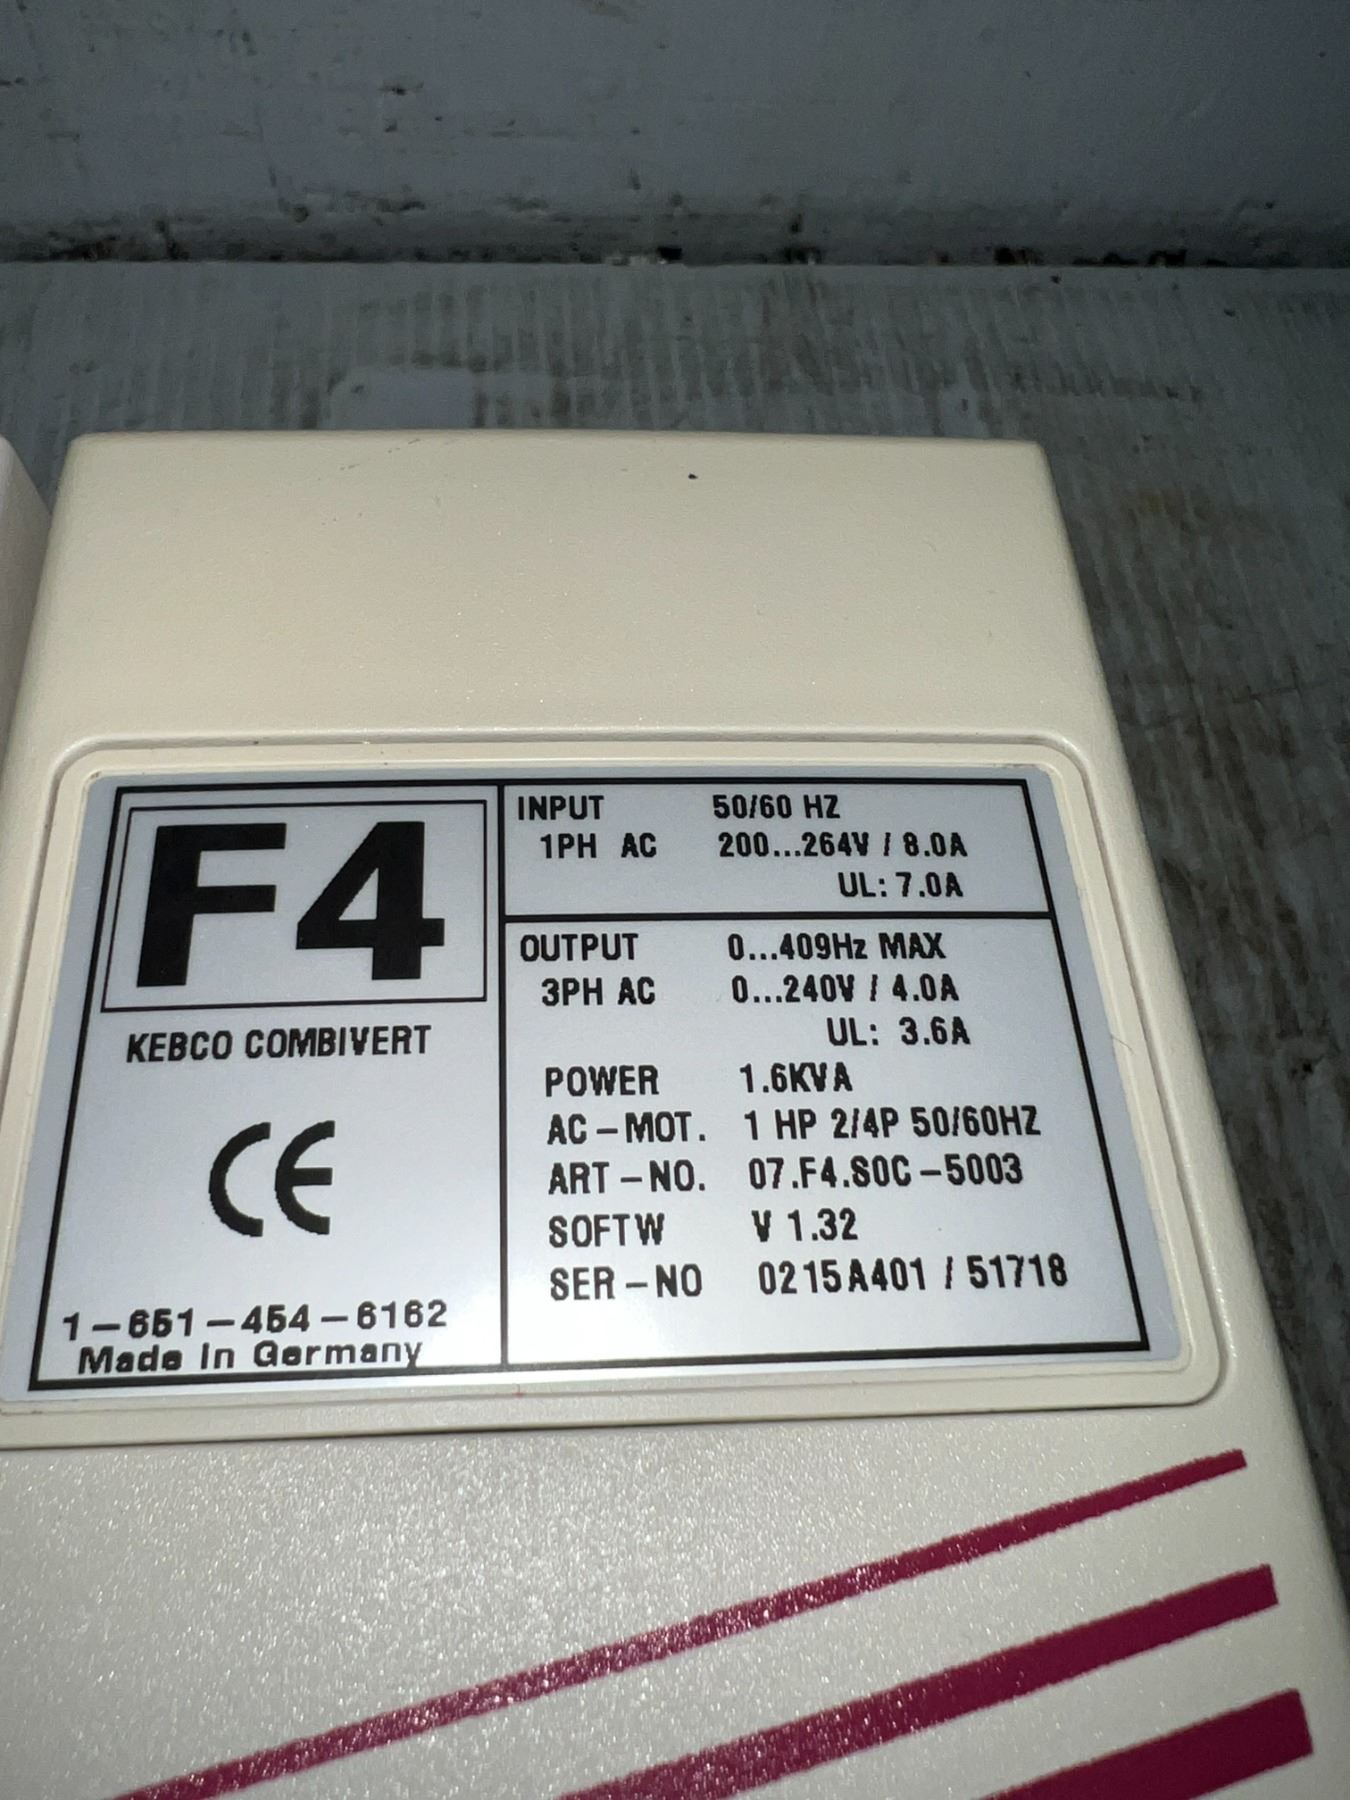 F4
KEBCO COMBIVERT
CE
1-651-454-6162
Made In Germany
INPUT 50/60 HZ
1PH AC 200...264V / 8.0A
UL: 7.0A
OUTPUT 0...409Hz MAX
3PH AC 0...240V / 4.0A
UL: 3.6A
POWER 1.6KVA
AC-MOT. 1 HP 2/4P 50/60HZ
ART-NO. 07.F4.S0C-5003
SOFTW V 1.32
SER-NO 0215A401 / 51718